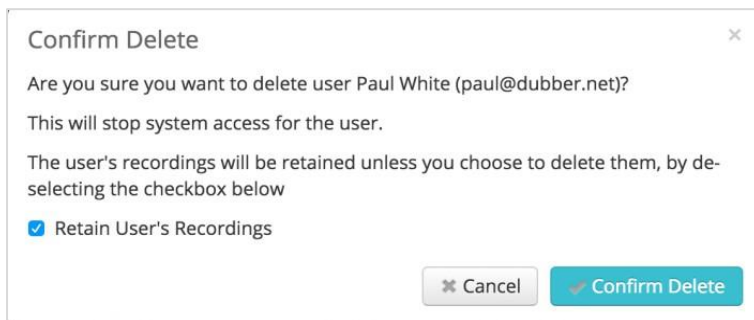 Confirm Delete
Are you sure you want to delete user Paul White (paul@dubber.net)?
This will stop system access for the user.
The user's recordings will be retained unless you choose to delete them, by de-
selecting the checkbox below
Retain User's Recordings
Cancel
Confirm Delete